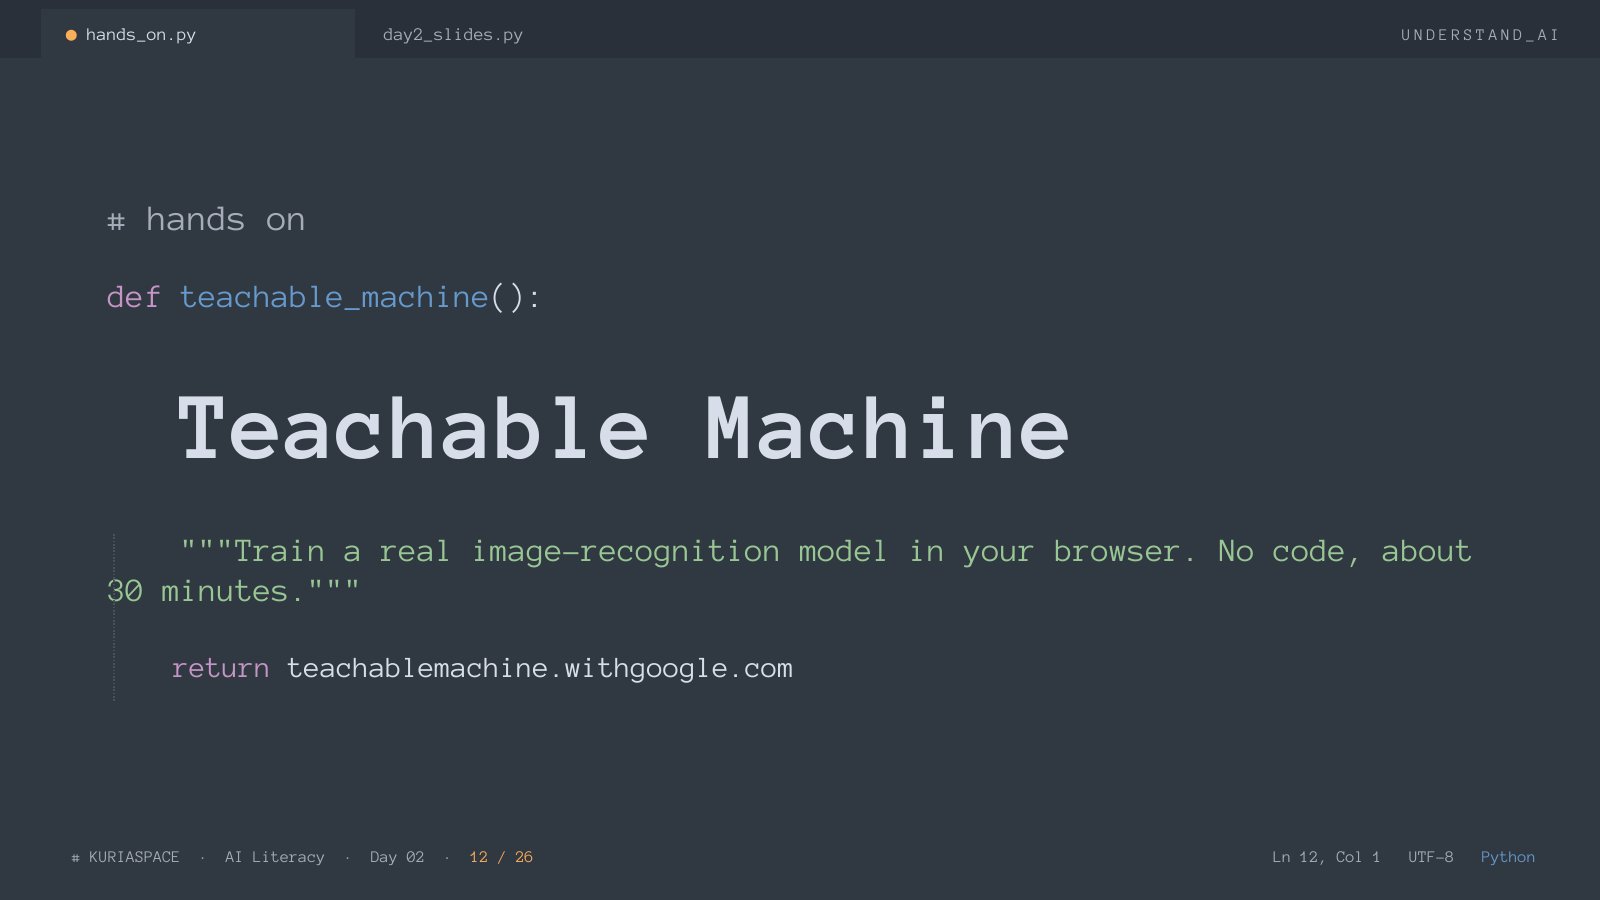 hands_on.py
day2_slides.py
UNDERSTAND_AI
# hands on
def teachable_machine():
Teachable Machine
"""Train a real image-recognition model in your browser. No code, about
30 minutes."""
return teachablemachine.withgoogle.com
# KURIASPACE · AI Literacy · Day 02 · 12 / 26
Ln 12, Col 1 UTF-8 Python